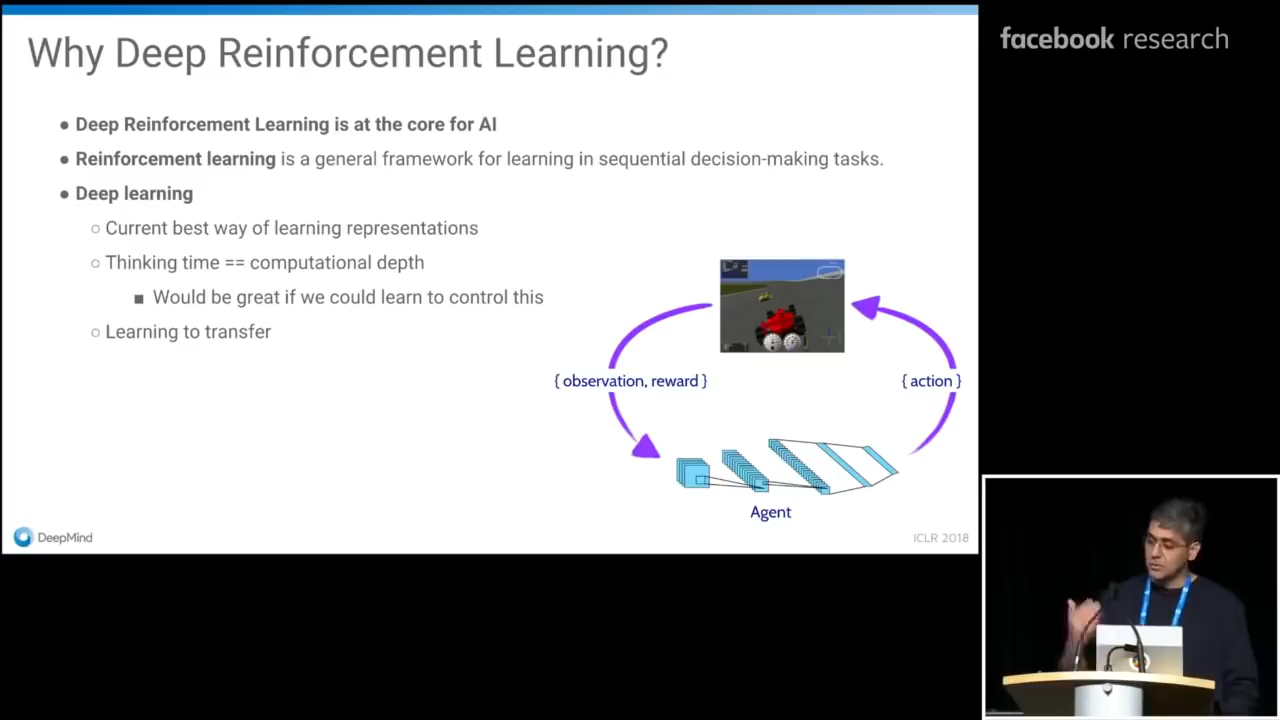 Why Deep Reinforcement Learning?
facebook research
● Deep Reinforcement Learning is at the core for AI
● Reinforcement learning is a general framework for learning in sequential decision-making tasks.
● Deep learning
○ Current best way of learning representations
○ Thinking time == computational depth
■ Would be great if we could learn to control this
○ Learning to transfer
{ observation, reward }
{ action }
Agent
DeepMind
ICLR 2018